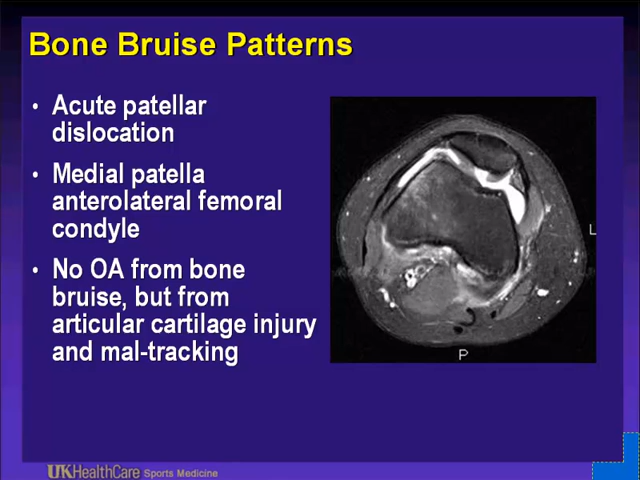 Bone Bruise Patterns
• Acute patellar
dislocation
• Medial patella
anterolateral femoral
condyle
• No OA from bone
bruise, but from
articular cartilage injury
and mal-tracking
L
P
UKHealthCare Sports Medicine